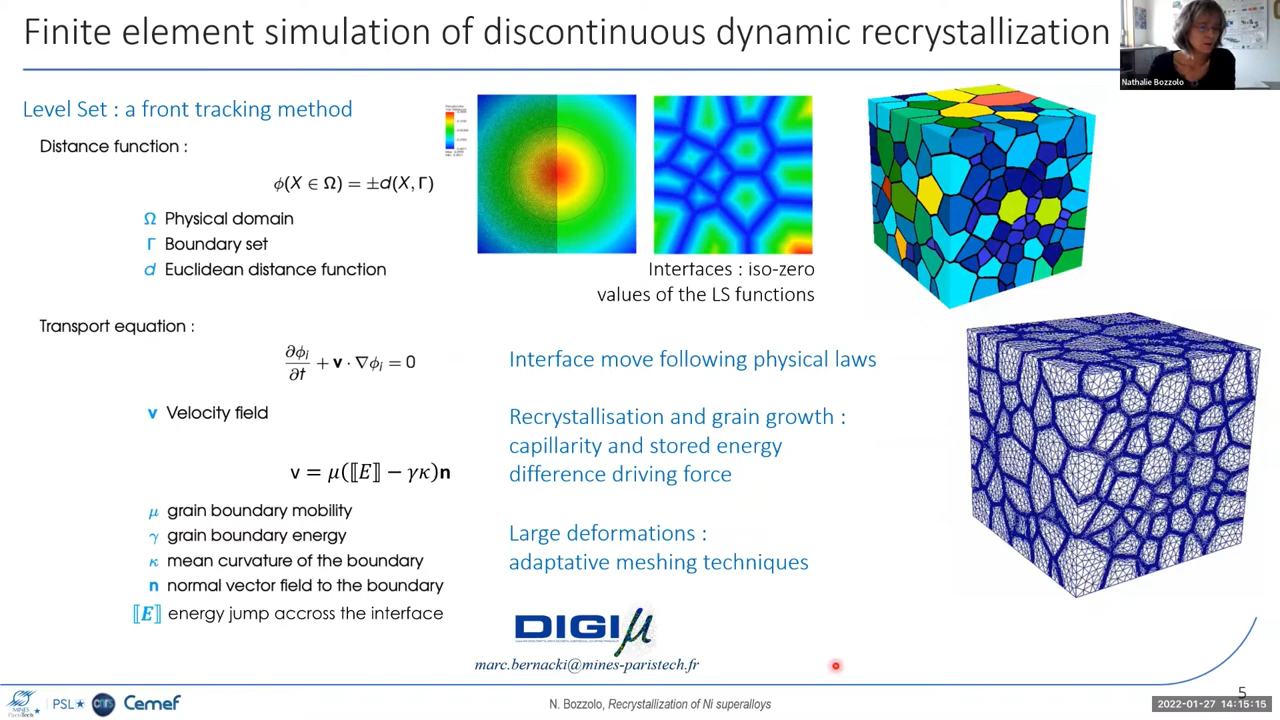 Finite element simulation of discontinuous dynamic recrystallization
Nathalie Bozzolo
Level Set : a front tracking method
Distance function :
ϕ(X ∈ Ω) = ±d(X, Γ)
Ω Physical domain
Γ Boundary set
d Euclidean distance function
Interfaces : iso-zero
values of the LS functions
Transport equation :
∂ϕₗ/∂t + v · ∇ϕₗ = 0
v Velocity field
v = μ(⟦E⟧ − γκ)n
μ grain boundary mobility
γ grain boundary energy
κ mean curvature of the boundary
n normal vector field to the boundary
⟦E⟧ energy jump accross the interface
Interface move following physical laws
Recrystallisation and grain growth :
capillarity and stored energy
difference driving force
Large deformations :
adaptative meshing techniques
DIGIμ
marc.bernacki@mines-paristech.fr
MINES
ParisTech
PSL
cnrs
Cemef
N. Bozzolo, Recrystallization of Ni superalloys
5
2022-01-27 14:15:15